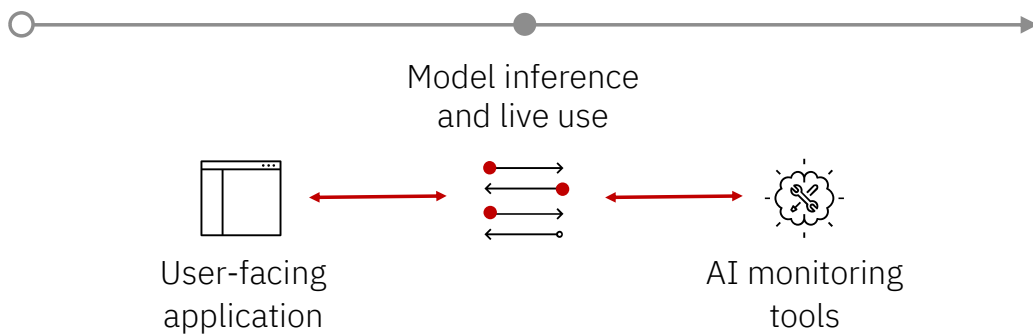 Model inference
and live use
User-facing
application
AI monitoring
tools